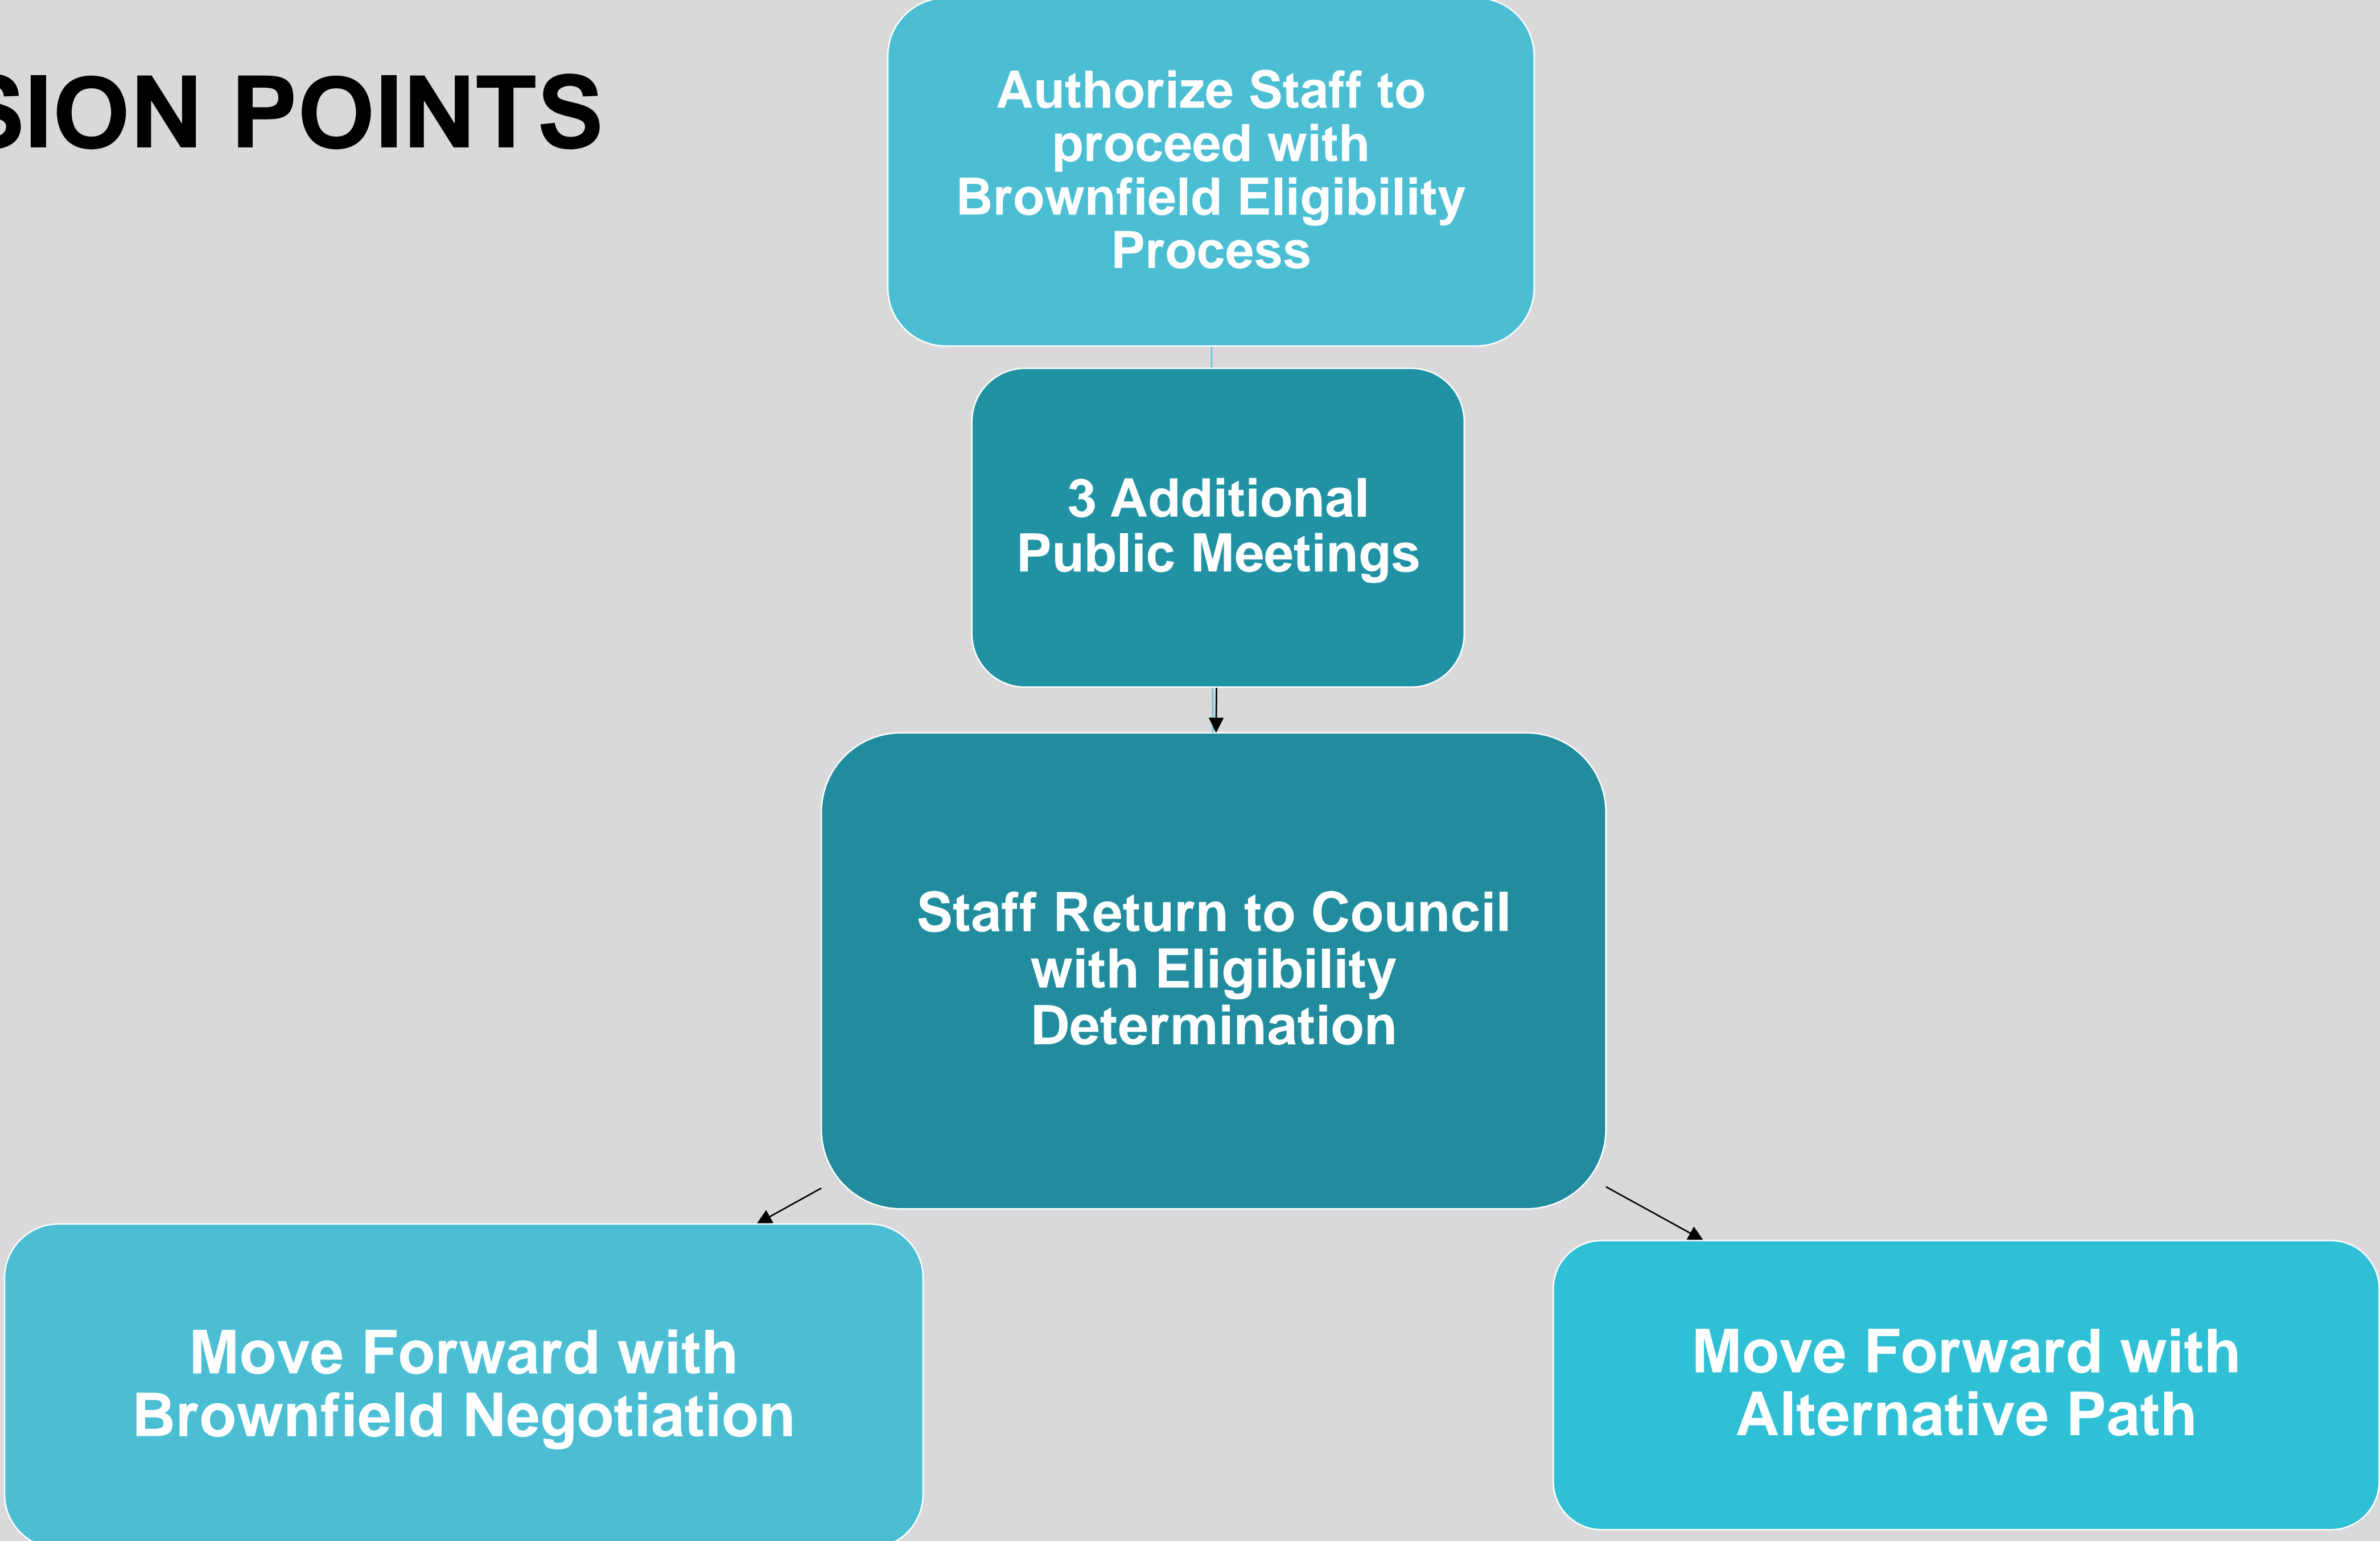 SION POINTS
Authorize Staff to
proceed with
Brownfield Eligibility
Process
3 Additional
Public Meetings
Staff Return to Council
with Eligibility
Determination
Move Forward with
Brownfield Negotiation
Move Forward with
Alternative Path